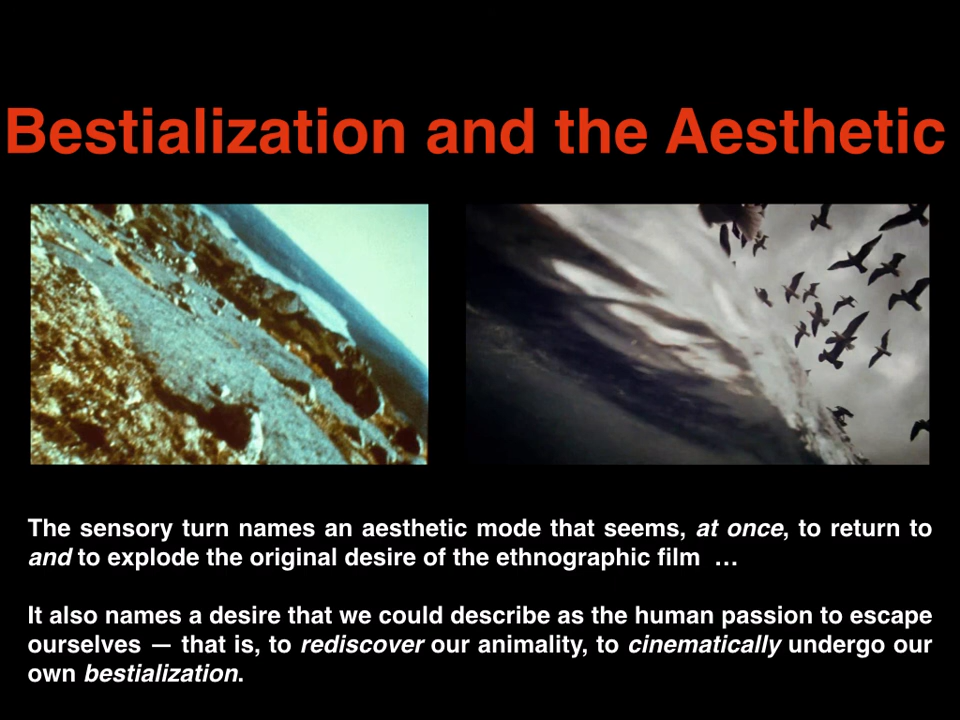 Bestialization and the Aesthetic
The sensory turn names an aesthetic mode that seems, at once, to return to
and to explode the original desire of the ethnographic film …
It also names a desire that we could describe as the human passion to escape
ourselves — that is, to rediscover our animality, to cinematically undergo our
own bestialization.